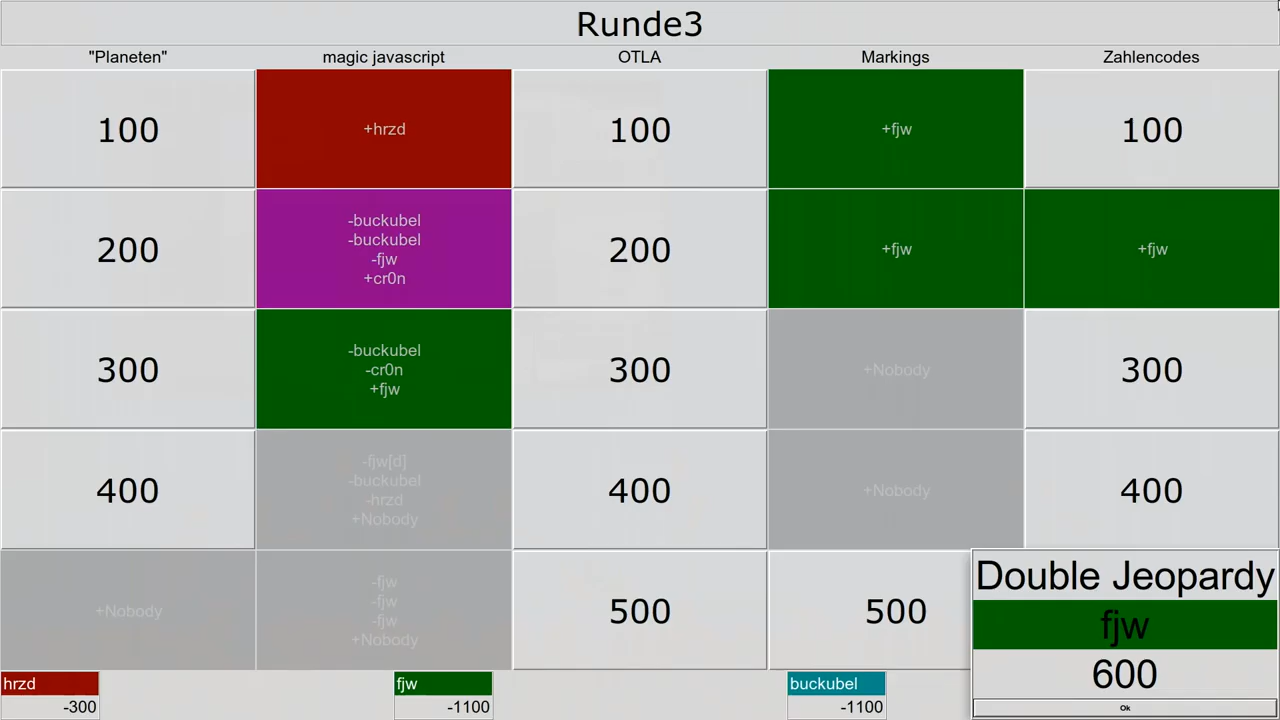 Runde3
"Planeten" magic javascript OTLA Markings Zahlencodes
100 +hrzd 100 +fjw 100
200
-buckubel
-buckubel
-fjw
+cr0n
200 +fjw +fjw
300
-buckubel
-cr0n
+fjw
300 +Nobody 300
400
-fjw[d]
-buckubel
-hrzd
+Nobody
400 +Nobody 400
+Nobody
-fjw
-fjw
-fjw
+Nobody
500 500
Double Jeopardy
fjw
600
Ok
hrzd fjw buckubel
-300 -1100 -1100